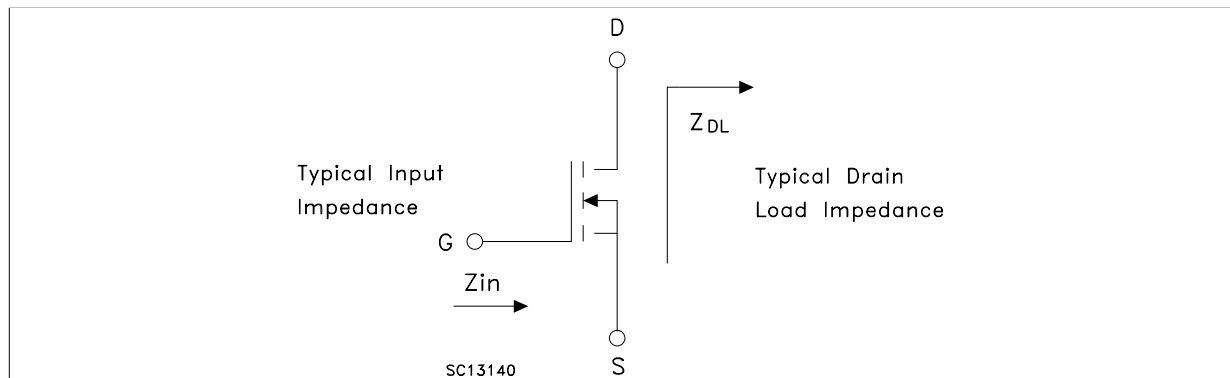 D
Z DL
Typical Input
Impedance
Typical Drain
Load Impedance
G
Zin
SC13140
S